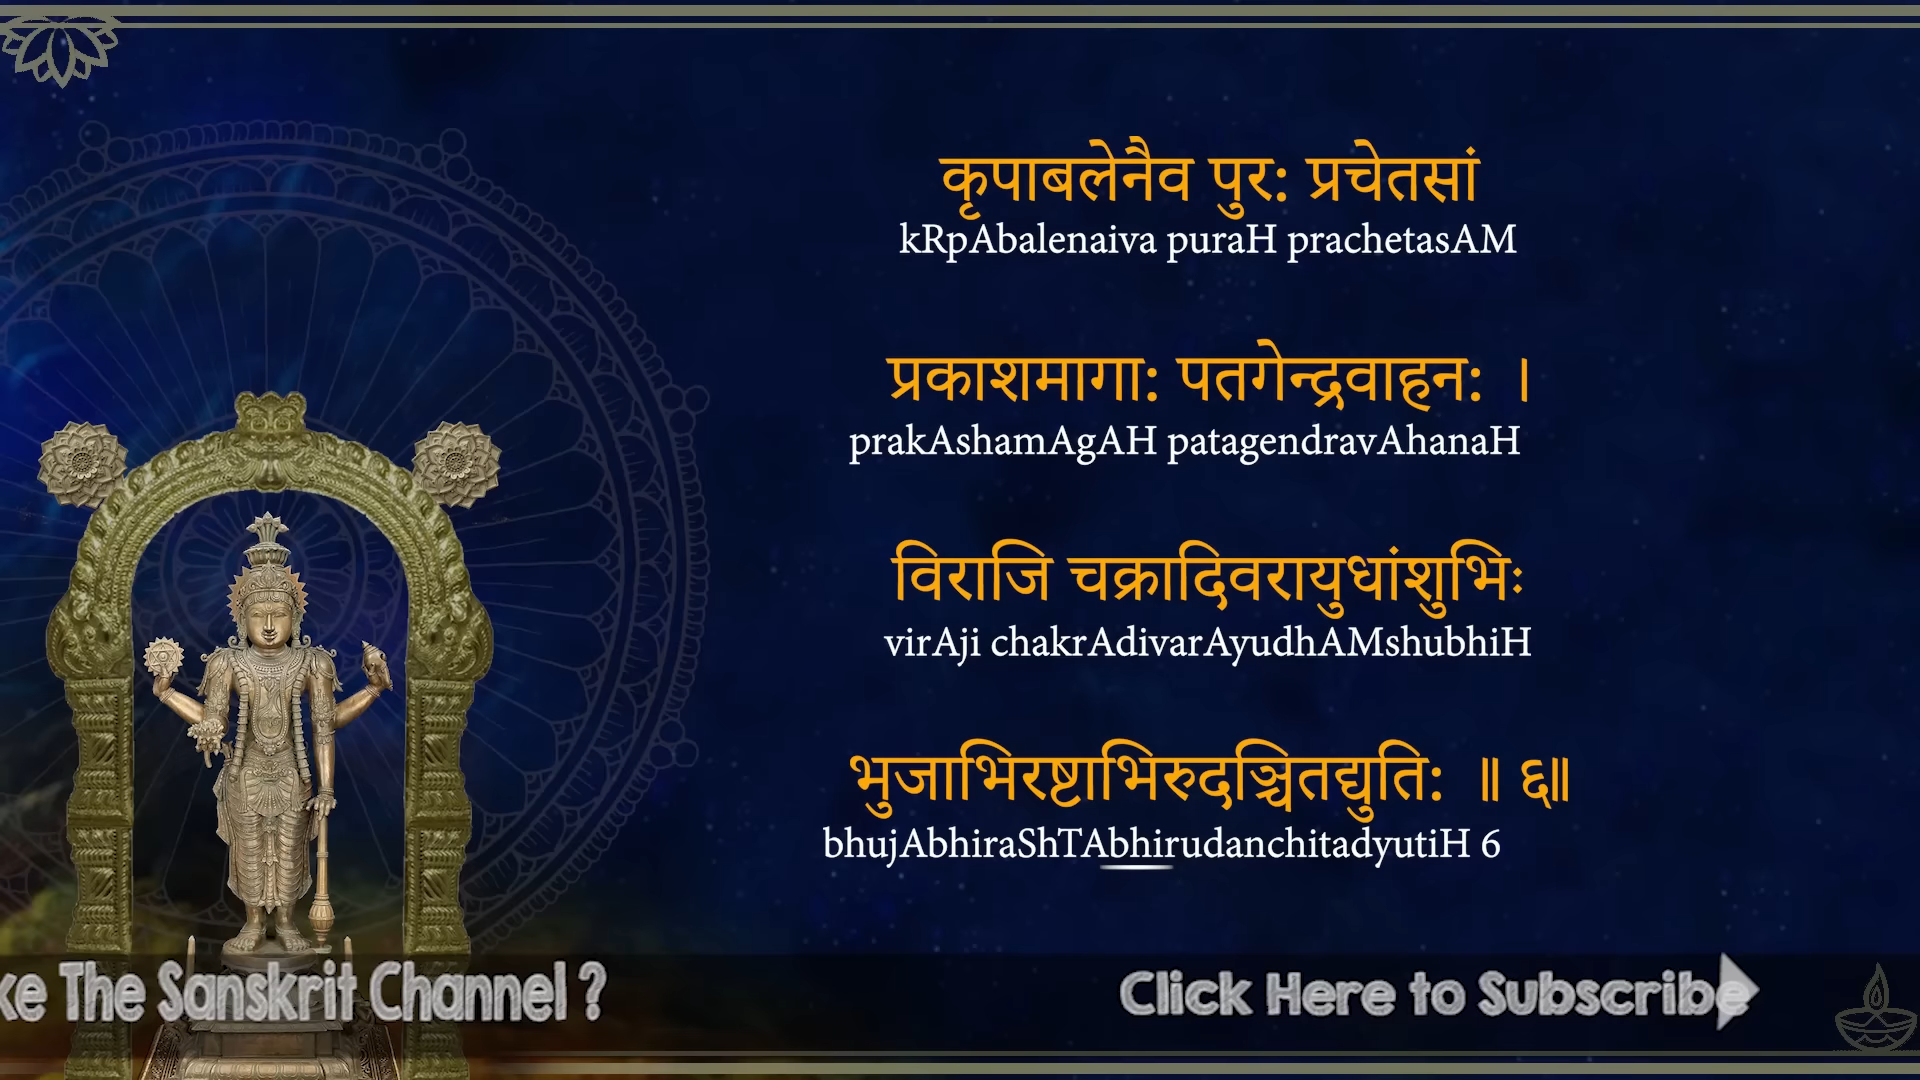 कृपाबलेनैव पुर: प्रचेतसां
kRpAbalenaiva puraH prachetasAM
प्रकाशमागा: पतगेन्द्रवाहन: ।
prakAshamAgAH patagendravAhanaH
विराजि चक्रादिवरायुधांशुभिः
virAji chakrAdivarAyudhAMshubhiH
भुजाभिरष्टाभिरुदञ्चितद्युति: ॥ ६॥
bhujAbhiraShTAbhirudanchitadyutiH 6
ke The Sanskrit Channel ?
Click Here to Subscribe